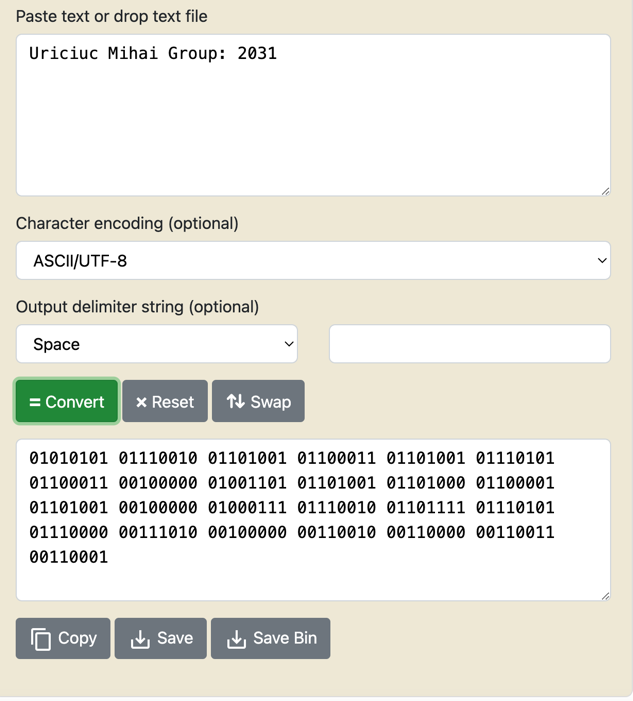 Paste text or drop text file
Uriciuc Mihai Group: 2031
Character encoding (optional)
ASCII/UTF-8
Output delimiter string (optional)
Space
= Convert × Reset Swap
01010101 01110010 01101001 01100011 01101001 01110101
01100011 00100000 01001101 01101001 01101000 01100001
01101001 00100000 01000111 01110010 01101111 01110101
01110000 00111010 00100000 00110010 00110000 00110011
00110001
Copy Save Save Bin